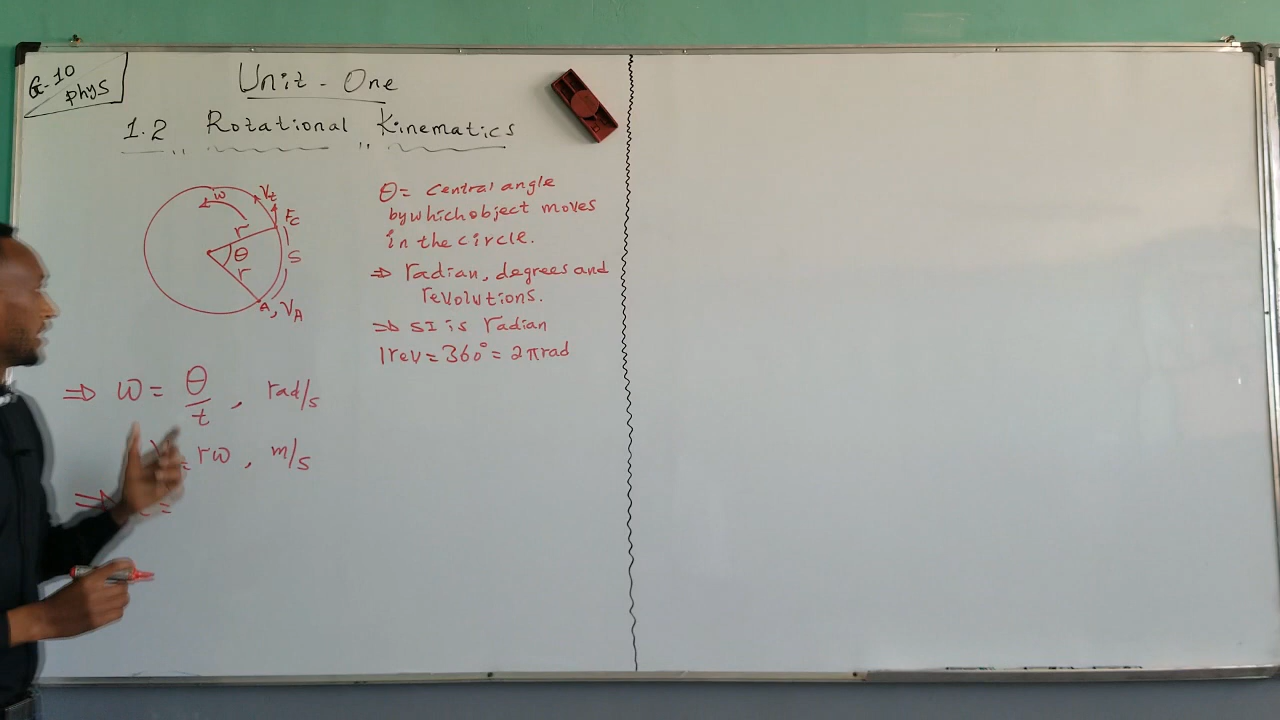 G-10
phys
Unit - One
1.2 Rotational Kinematics
w
Vt
Fc
r
θ
S
r
A, VA
θ= central angle
by which object moves
in the circle.
⇒ radian, degrees and
revolutions.
⇒ SI is radian
1rev = 360° = 2πrad
⇒ ω = θ/t , rad/s
rω , m/s
⇒ =